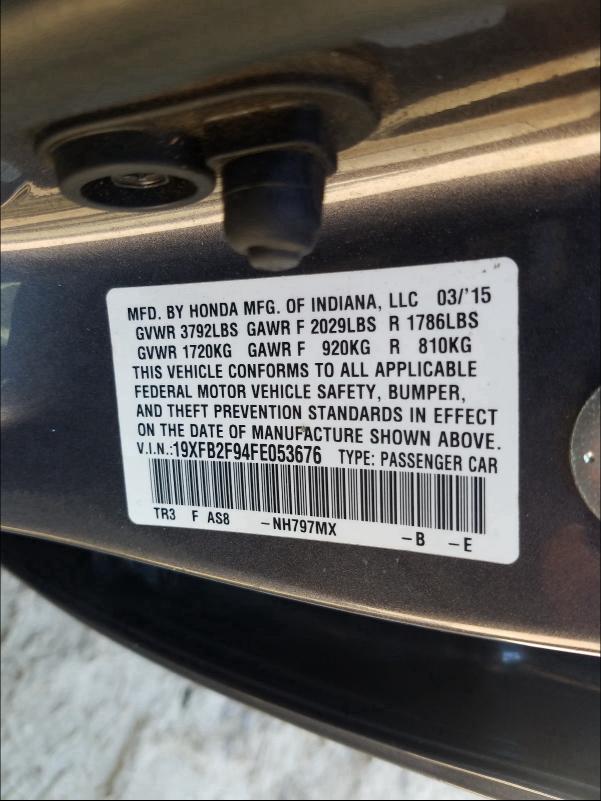 MFD. BY HONDA MFG. OF INDIANA, LLC 03/'15
GVWR 3792LBS GAWR F 2029LBS R 1786LBS
GVWR 1720KG GAWR F 920KG R 810KG
THIS VEHICLE CONFORMS TO ALL APPLICABLE
FEDERAL MOTOR VEHICLE SAFETY, BUMPER,
AND THEFT PREVENTION STANDARDS IN EFFECT
ON THE DATE OF MANUFACTURE SHOWN ABOVE.
V.I.N.:19XFB2F94FE053676 TYPE: PASSENGER CAR
TR3 F AS8 -NH797MX -B -E